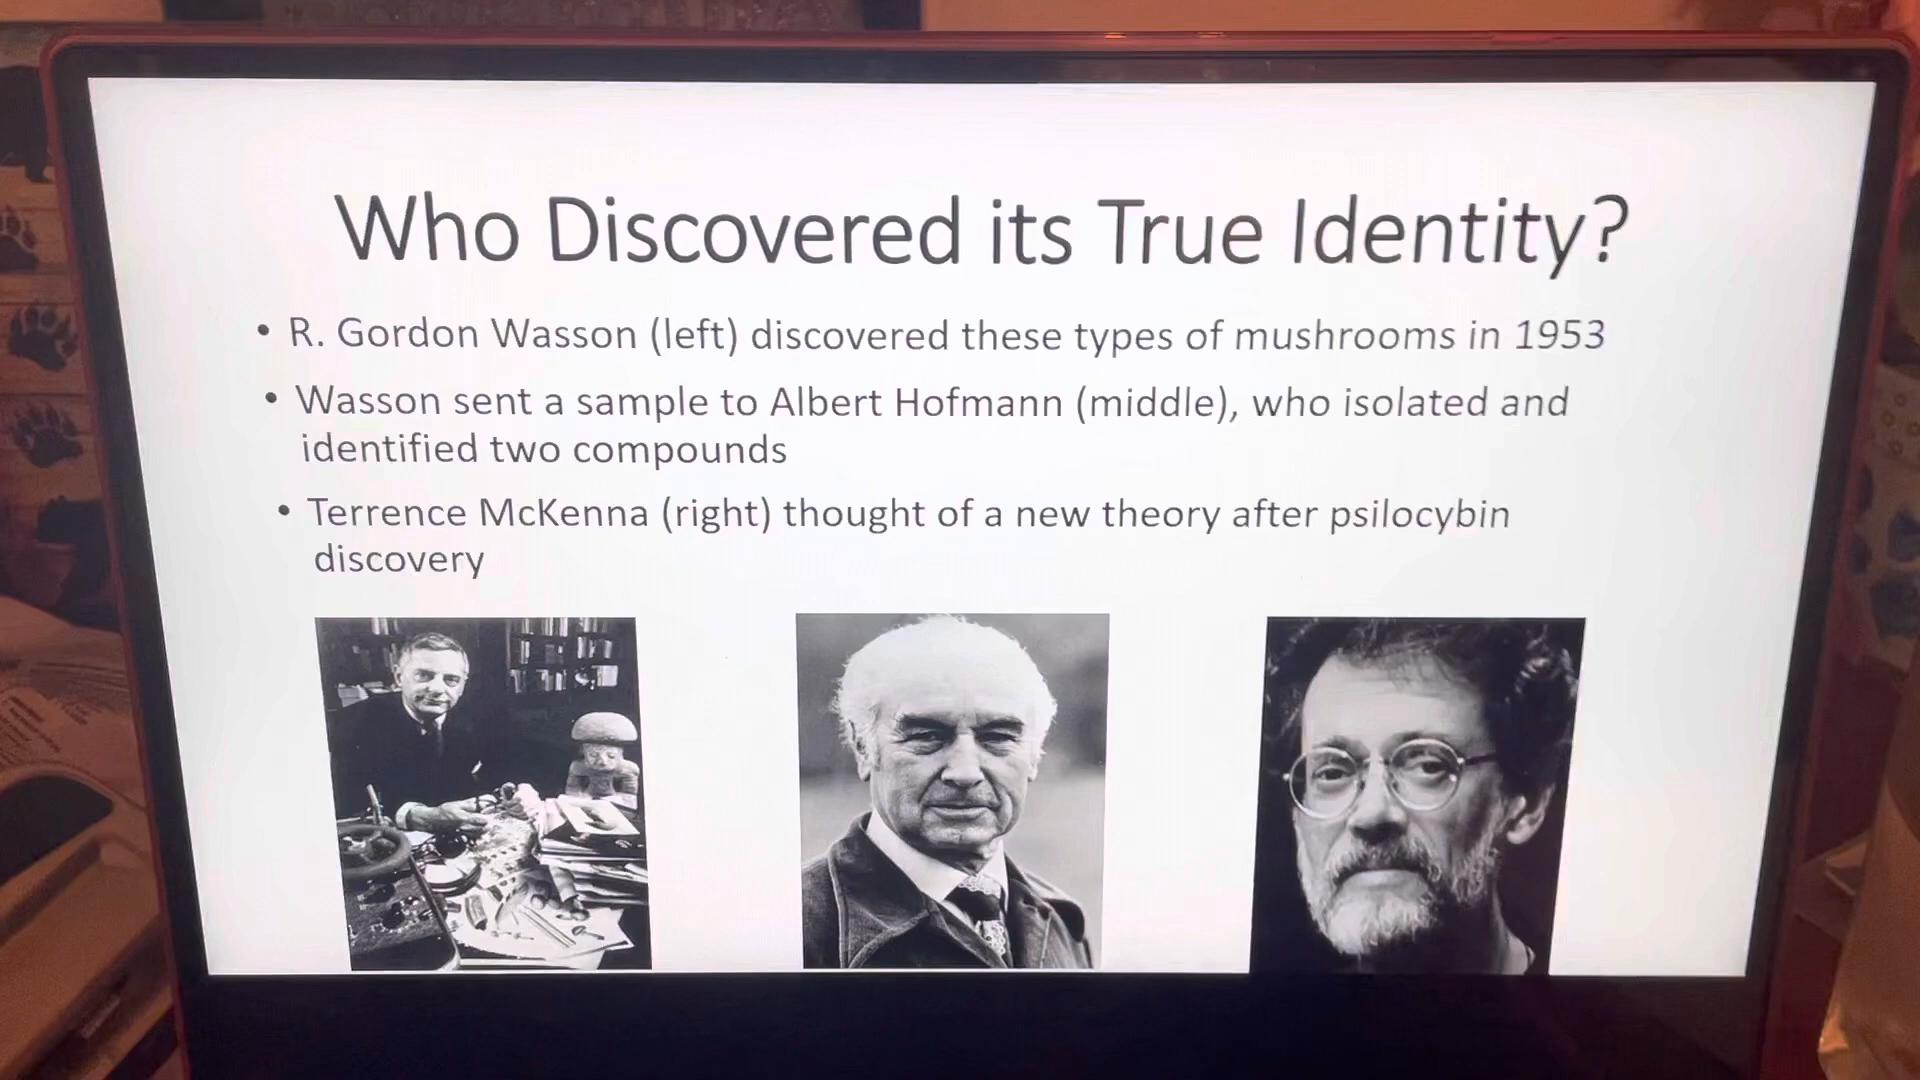 Who Discovered its True Identity?
• R. Gordon Wasson (left) discovered these types of mushrooms in 1953
• Wasson sent a sample to Albert Hofmann (middle), who isolated and
identified two compounds
• Terrence McKenna (right) thought of a new theory after psilocybin
discovery